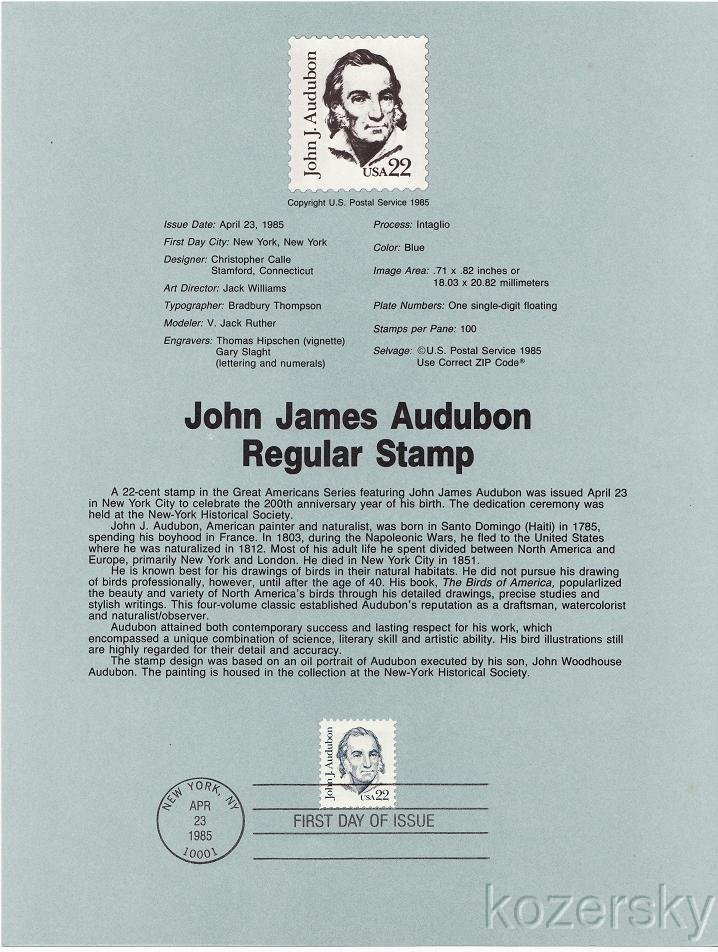 John J. Audubon
USA 22
Copyright U.S. Postal Service 1985
Issue Date: April 23, 1985
First Day City: New York, New York
Designer: Christopher Calle
Stamford, Connecticut
Art Director: Jack Williams
Typographer: Bradbury Thompson
Modeler: V. Jack Ruther
Engravers: Thomas Hipschen (vignette)
Gary Slaght
(lettering and numerals)
Process: Intaglio
Color: Blue
Image Area: .71 x .82 inches or
18.03 x 20.82 millimeters
Plate Numbers: One single-digit floating
Stamps per Pane: 100
Selvage: ©U.S. Postal Service 1985
Use Correct ZIP Code®
John James Audubon
Regular Stamp
A 22-cent stamp in the Great Americans Series featuring John James Audubon was issued April 23
in New York City to celebrate the 200th anniversary year of his birth. The dedication ceremony was
held at the New-York Historical Society.
John J. Audubon, American painter and naturalist, was born in Santo Domingo (Haiti) in 1785,
spending his boyhood in France. In 1803, during the Napoleonic Wars, he fled to the United States
where he was naturalized in 1812. Most of his adult life he spent divided between North America and
Europe, primarily New York and London. He died in New York City in 1851.
He is known best for his drawings of birds in their natural habitats. He did not pursue his drawing
of birds professionally, however, until after the age of 40. His book, The Birds of America, popularlized
the beauty and variety of North America's birds through his detailed drawings, precise studies and
stylish writings. This four-volume classic established Audubon's reputation as a draftsman, watercolorist
and naturalist/observer.
Audubon attained both contemporary success and lasting respect for his work, which
encompassed a unique combination of science, literary skill and artistic ability. His bird illustrations still
are highly regarded for their detail and accuracy.
The stamp design was based on an oil portrait of Audubon executed by his son, John Woodhouse
Audubon. The painting is housed in the collection at the New-York Historical Society.
John J. Audubon
USA 22
NEW YORK, NY
APR
23
1985
10001
FIRST DAY OF ISSUE
kozersky